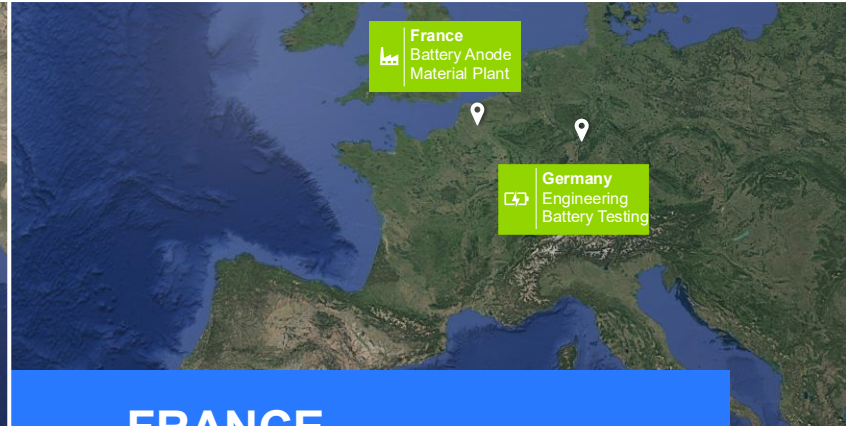 France
Battery Anode
Material Plant
Germany
Engineering
Battery Testing
FRANCE